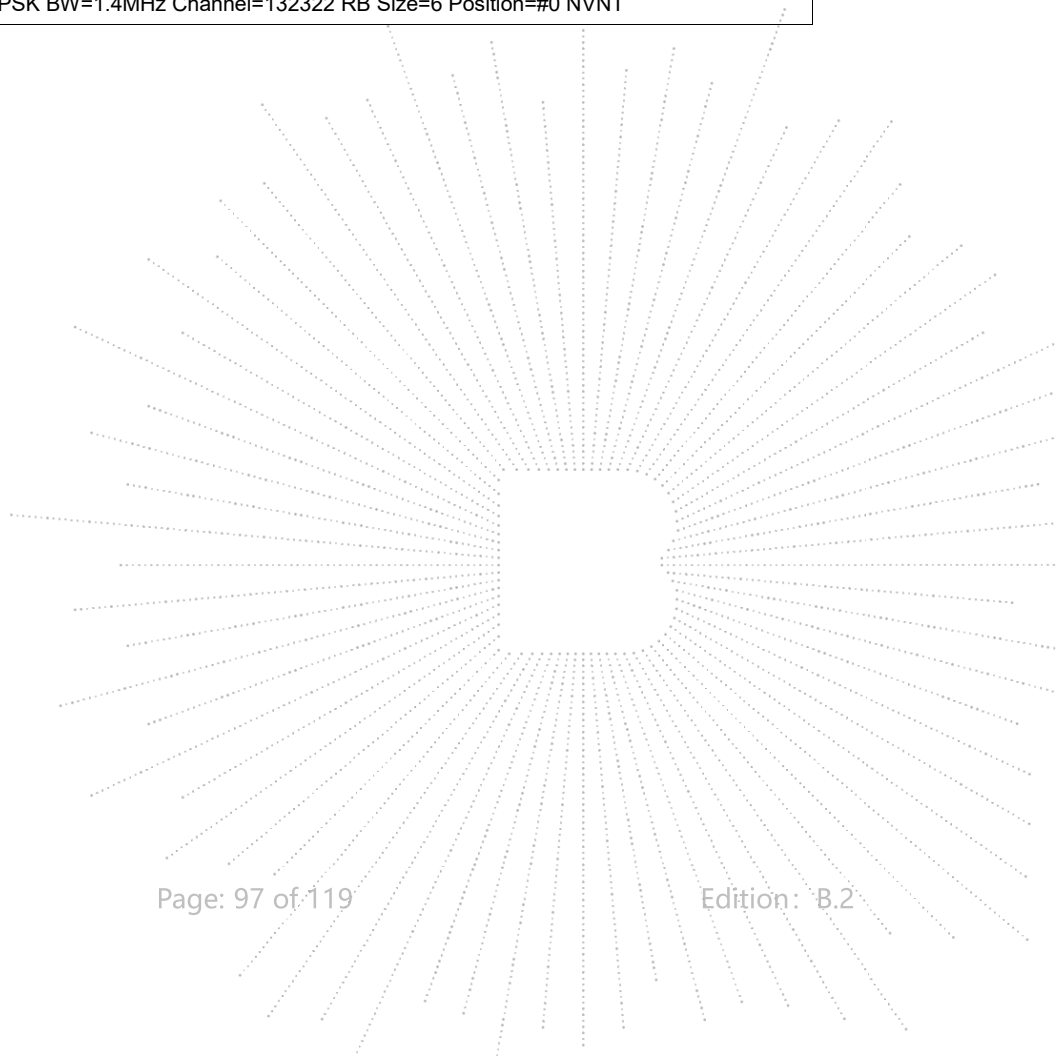 PSK BW=1.4MHz Channel=132322 RB Size=6 Position=#0 NVNT
Page: 97 of 119 Edition: B.2